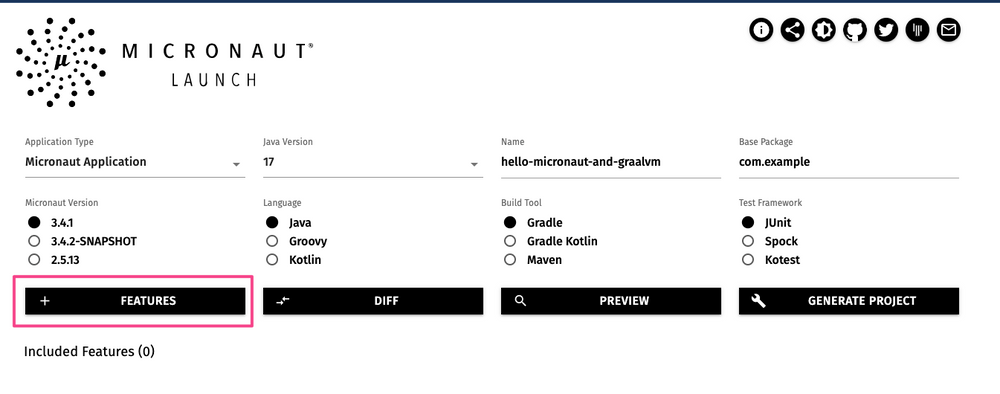 μ
MICRONAUT®
LAUNCH
Application Type
Micronaut Application
Java Version
17
Name
hello-micronaut-and-graalvm
Base Package
com.example
Micronaut Version
3.4.1
3.4.2-SNAPSHOT
2.5.13
Language
Java
Groovy
Kotlin
Build Tool
Gradle
Gradle Kotlin
Maven
Test Framework
JUnit
Spock
Kotest
FEATURES
DIFF
PREVIEW
GENERATE PROJECT
Included Features (0)